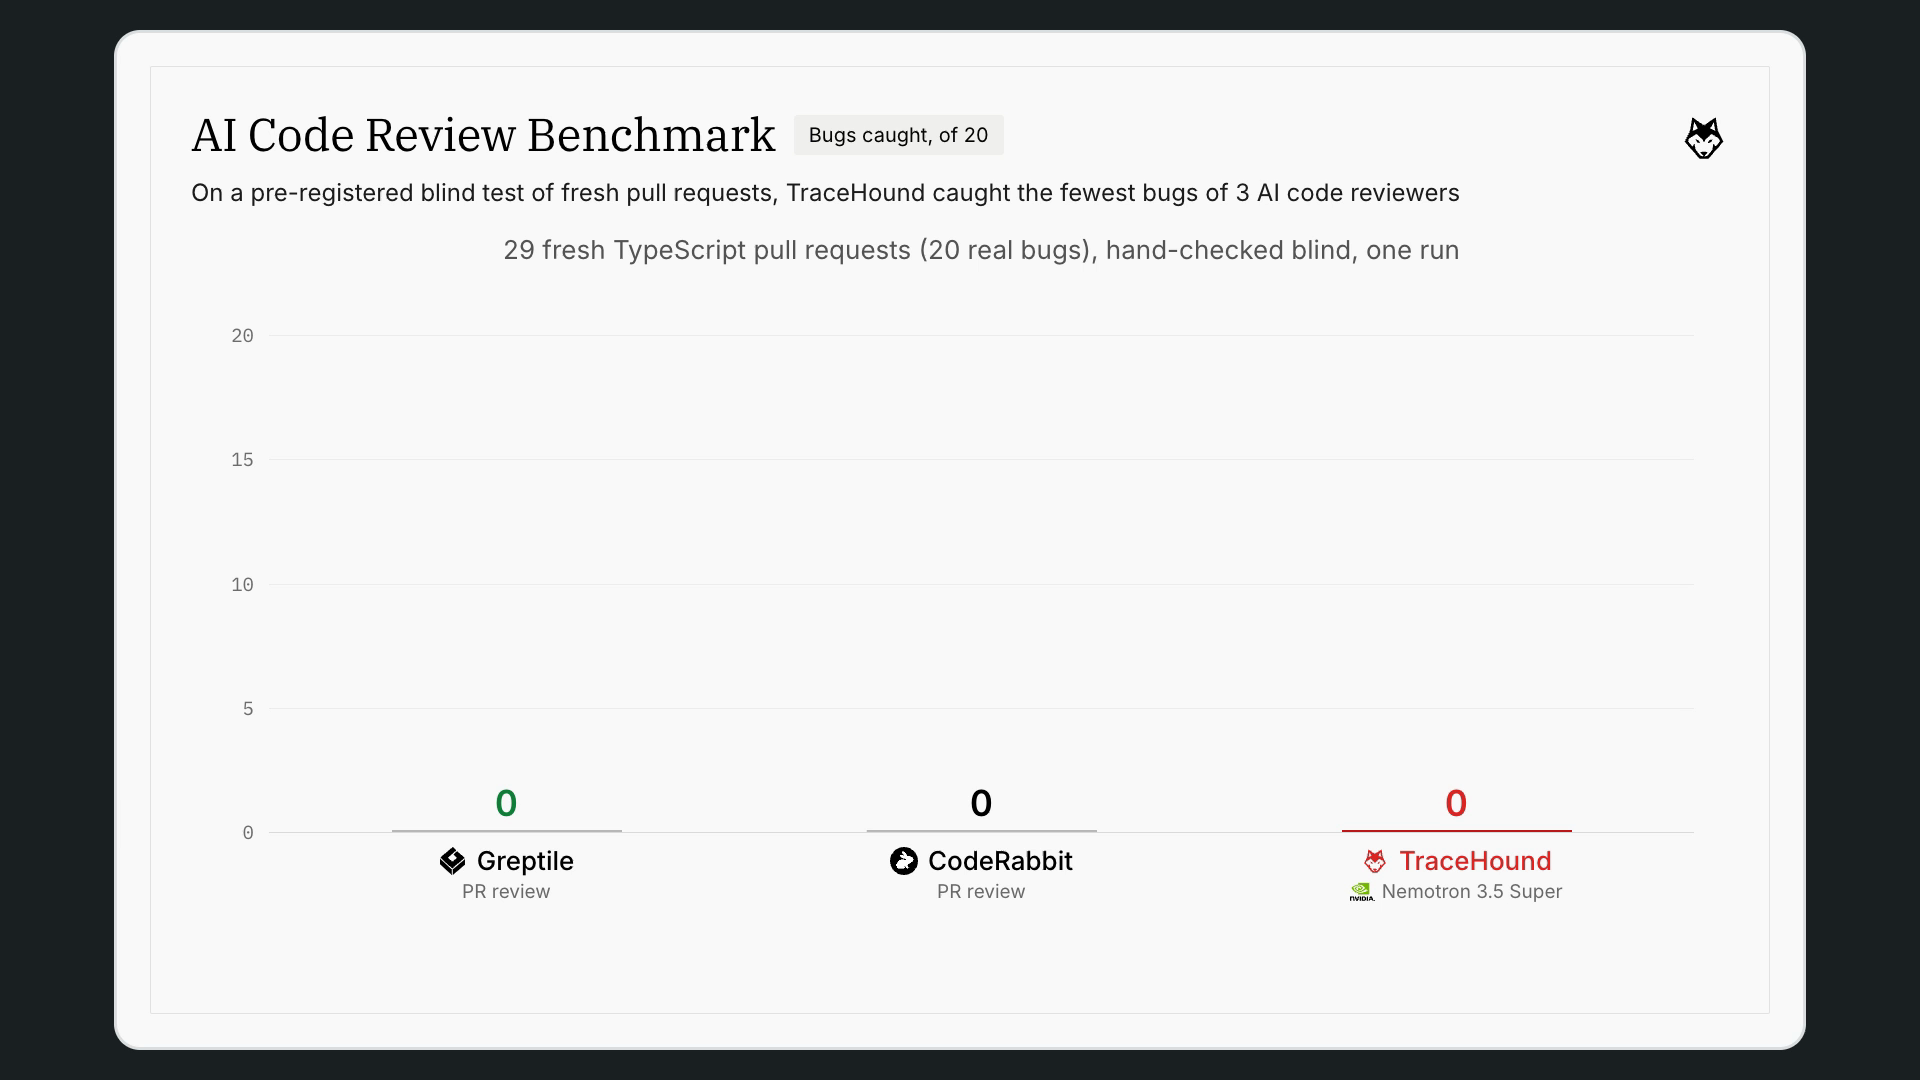 AI Code Review Benchmark
Bugs caught, of 20
On a pre-registered blind test of fresh pull requests, TraceHound caught the fewest bugs of 3 AI code reviewers
29 fresh TypeScript pull requests (20 real bugs), hand-checked blind, one run
20
15
10
5
0
0
0
0
Greptile
PR review
CodeRabbit
PR review
TraceHound
NVIDIA. Nemotron 3.5 Super